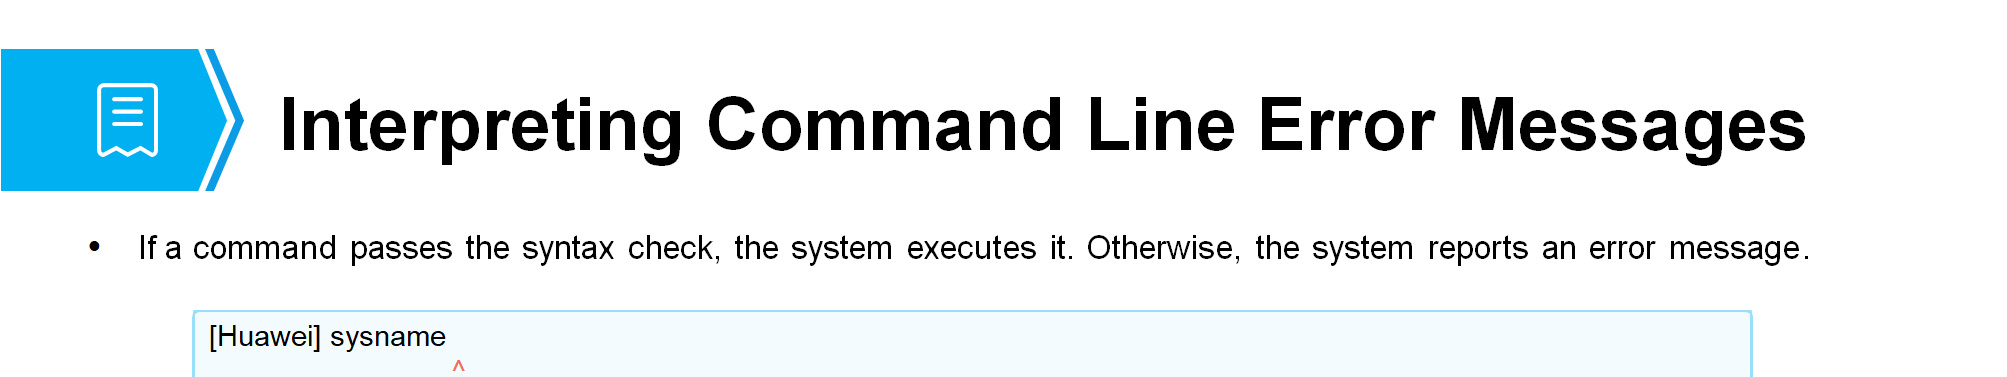 Interpreting Command Line Error Messages
• If a command passes the syntax check, the system executes it. Otherwise, the system reports an error message.
[Huawei] sysname
^